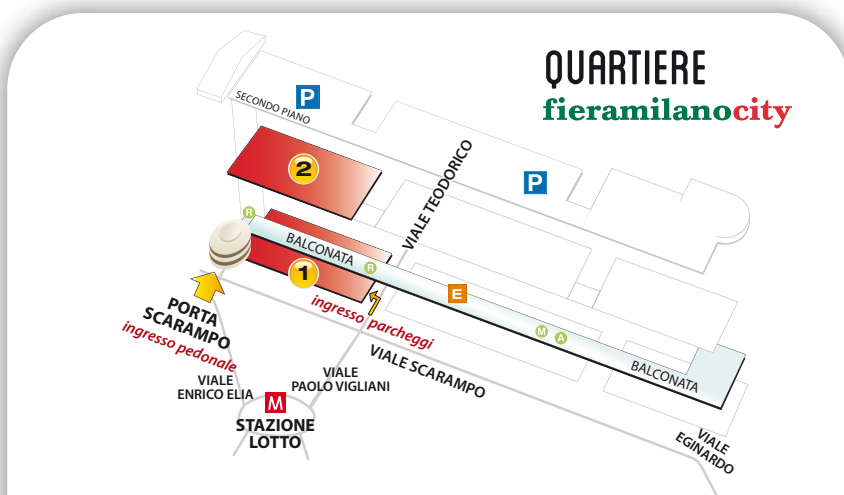 QUARTIERE
fieramilanocity
P
SECONDO PIANO
2
VIALE TEODORICO
P
R
BALCONATA
R
1
E
ingresso parcheggi
PORTA
SCARAMPO
ingresso pedonale
M
A
VIALE SCARAMPO
BALCONATA
VIALE
ENRICO ELIA
VIALE
PAOLO VIGLIANI
M
STAZIONE
LOTTO
VIALE
EGINARDO